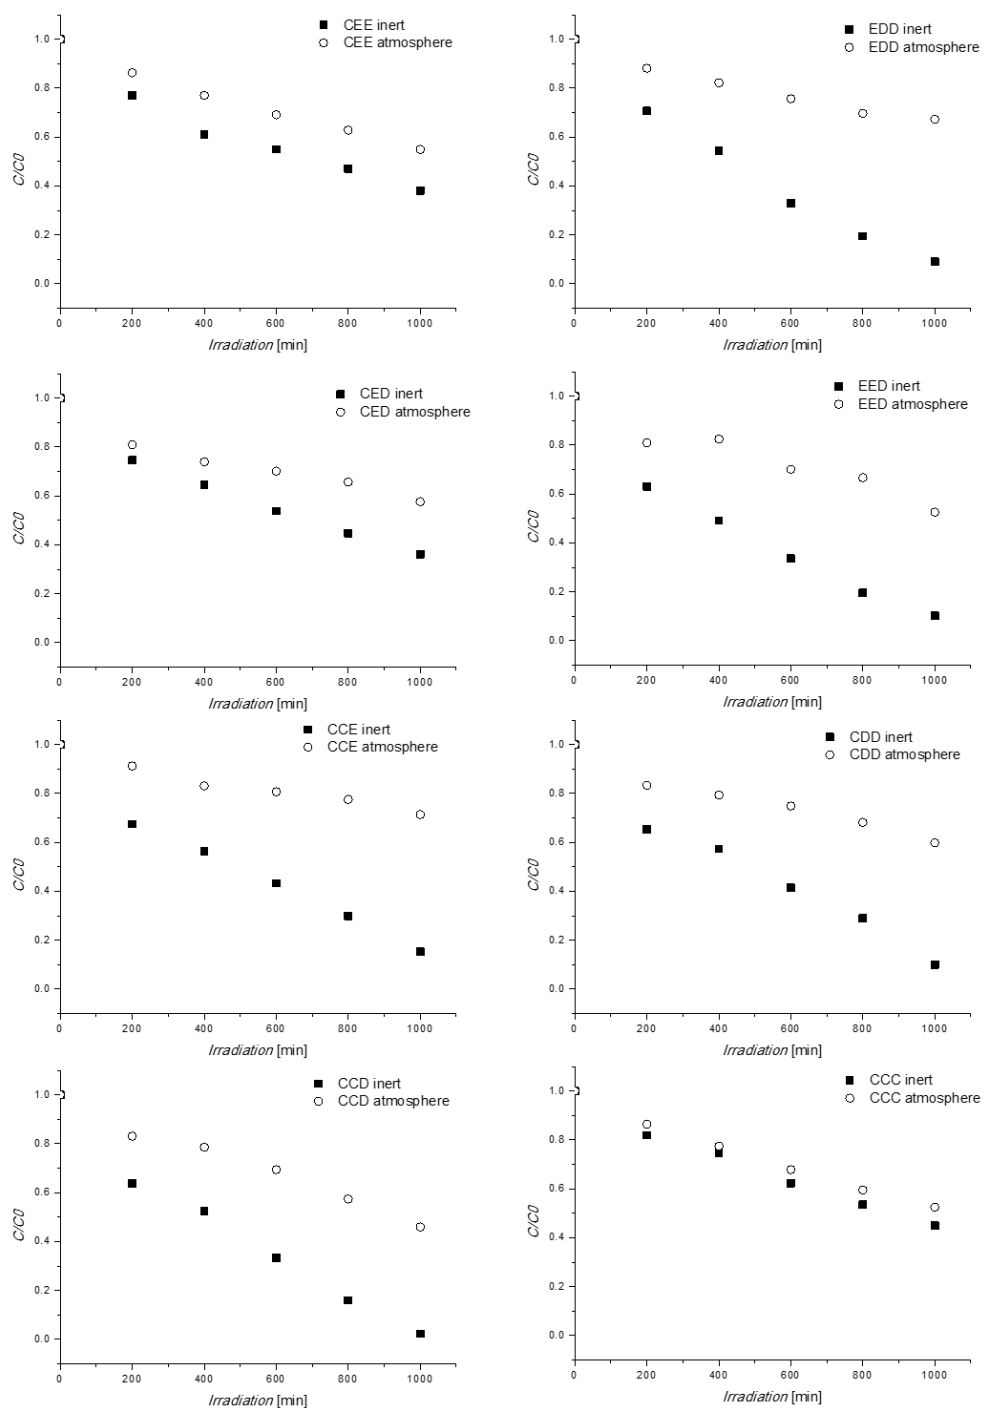 CEE inert
CEE atmosphere
1.0
0.8
0.6
0.4
0.2
0.0
C/C0
0 200 400 600 800 1000
Irradiation [min]
EDD inert
EDD atmosphere
1.0
0.8
0.6
0.4
0.2
0.0
C/C0
0 200 400 600 800 1000
Irradiation [min]
CED inert
CED atmosphere
1.0
0.8
0.6
0.4
0.2
0.0
C/C0
0 200 400 600 800 1000
Irradiation [min]
EED inert
EED atmosphere
1.0
0.8
0.6
0.4
0.2
0.0
C/C0
0 200 400 600 800 1000
Irradiation [min]
CCE inert
CCE atmosphere
1.0
0.8
0.6
0.4
0.2
0.0
C/C0
0 200 400 600 800 1000
Irradiation [min]
CDD inert
CDD atmosphere
1.0
0.8
0.6
0.4
0.2
0.0
C/C0
0 200 400 600 800 1000
Irradiation [min]
CCD inert
CCD atmosphere
1.0
0.8
0.6
0.4
0.2
0.0
C/C0
0 200 400 600 800 1000
Irradiation [min]
CCC inert
CCC atmosphere
1.0
0.8
0.6
0.4
0.2
0.0
C/C0
0 200 400 600 800 1000
Irradiation [min]